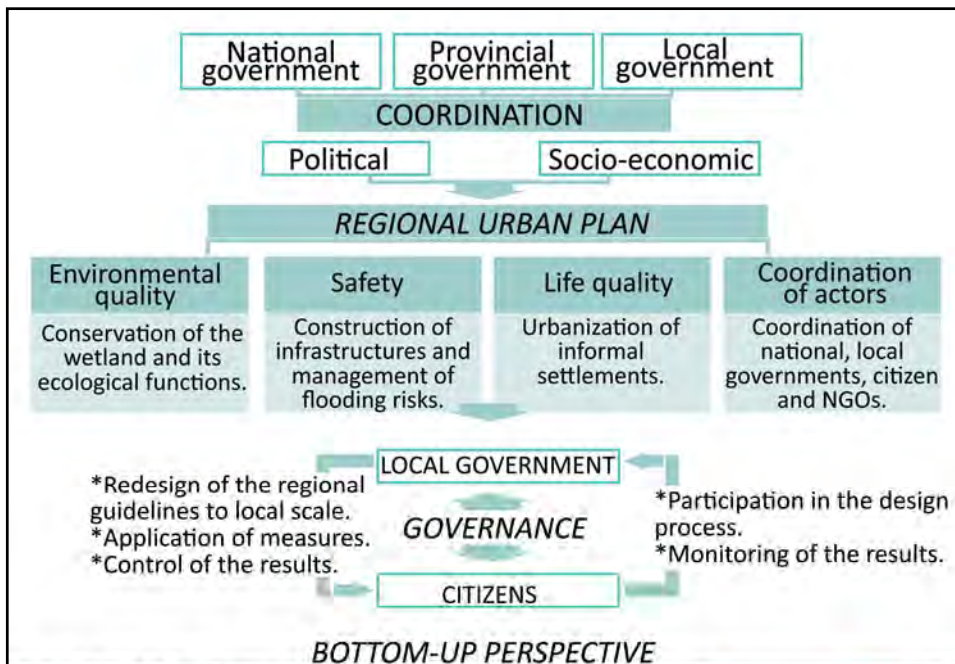 National
government
Provincial
government
Local
government
COORDINATION
Political
Socio-economic
REGIONAL URBAN PLAN
Environmental
quality
Conservation of the
wetland and its
ecological functions.
Safety
Construction of
infrastructures and
management of
flooding risks.
Life quality
Urbanization of
informal
settlements.
Coordination
of actors
Coordination of
national, local
governments, citizen
and NGOs.
LOCAL GOVERNMENT
*Redesign of the regional
guidelines to local scale.
*Application of measures.
*Control of the results.
GOVERNANCE
*Participation in the design
process.
*Monitoring of the results.
CITIZENS
BOTTOM-UP PERSPECTIVE